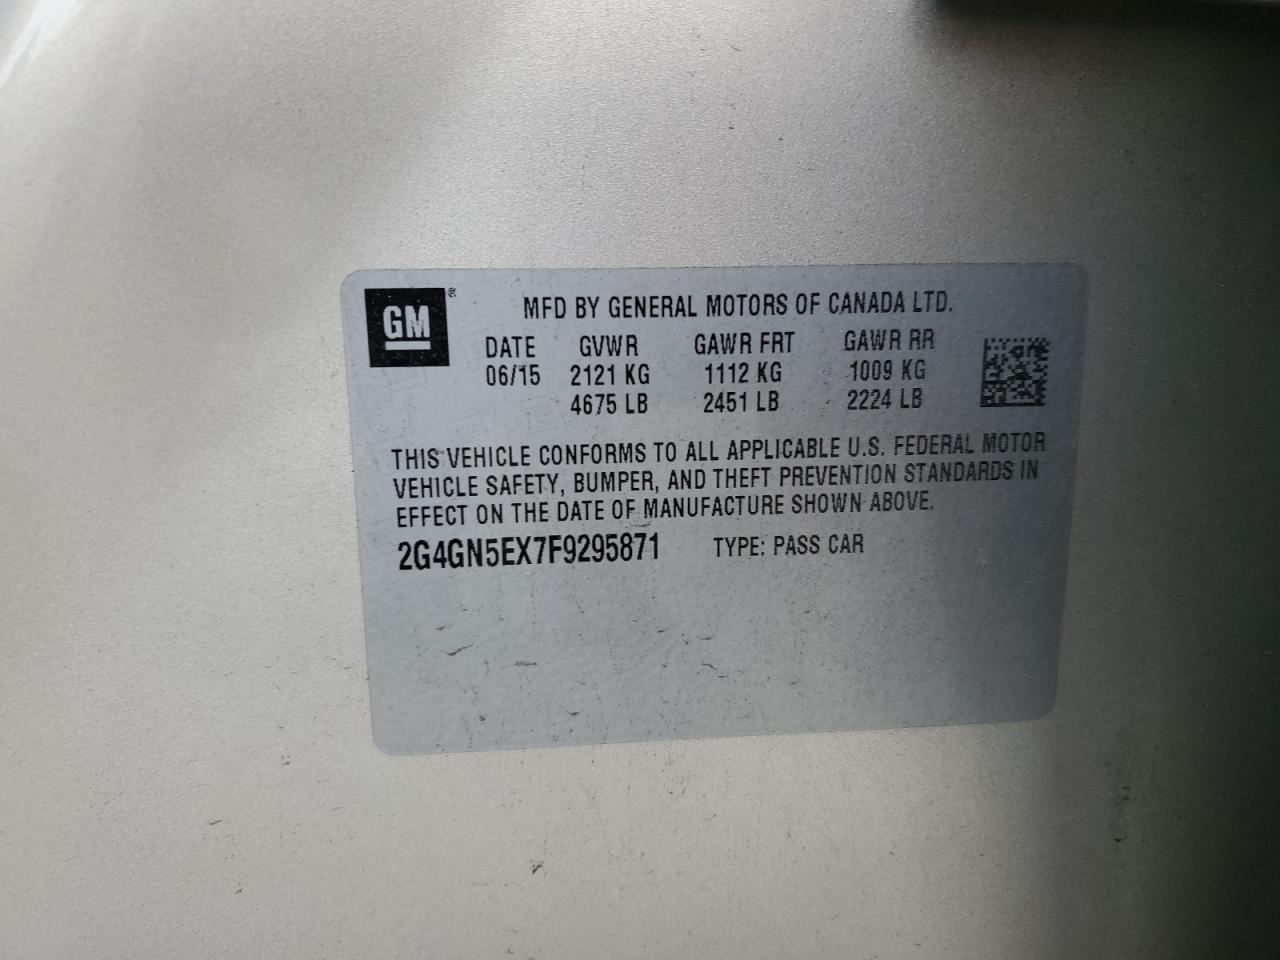 GM ®
MFD BY GENERAL MOTORS OF CANADA LTD.
DATE GVWR GAWR FRT GAWR RR
06/15 2121 KG 1112 KG 1009 KG
4675 LB 2451 LB 2224 LB
THIS VEHICLE CONFORMS TO ALL APPLICABLE U.S. FEDERAL MOTOR
VEHICLE SAFETY, BUMPER, AND THEFT PREVENTION STANDARDS IN
EFFECT ON THE DATE OF MANUFACTURE SHOWN ABOVE.
2G4GN5EX7F9295871 TYPE: PASS CAR